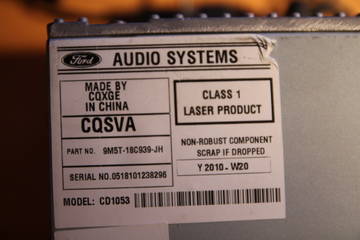 Ford AUDIO SYSTEMS
MADE BY
CQXGE
IN CHINA
CQSVA
PART NO. 9M5T-18C939-JH
SERIAL NO.0518101238296
MODEL: CD1053
CLASS 1
LASER PRODUCT
NON-ROBUST COMPONENT
SCRAP IF DROPPED
Y 2010 - W20